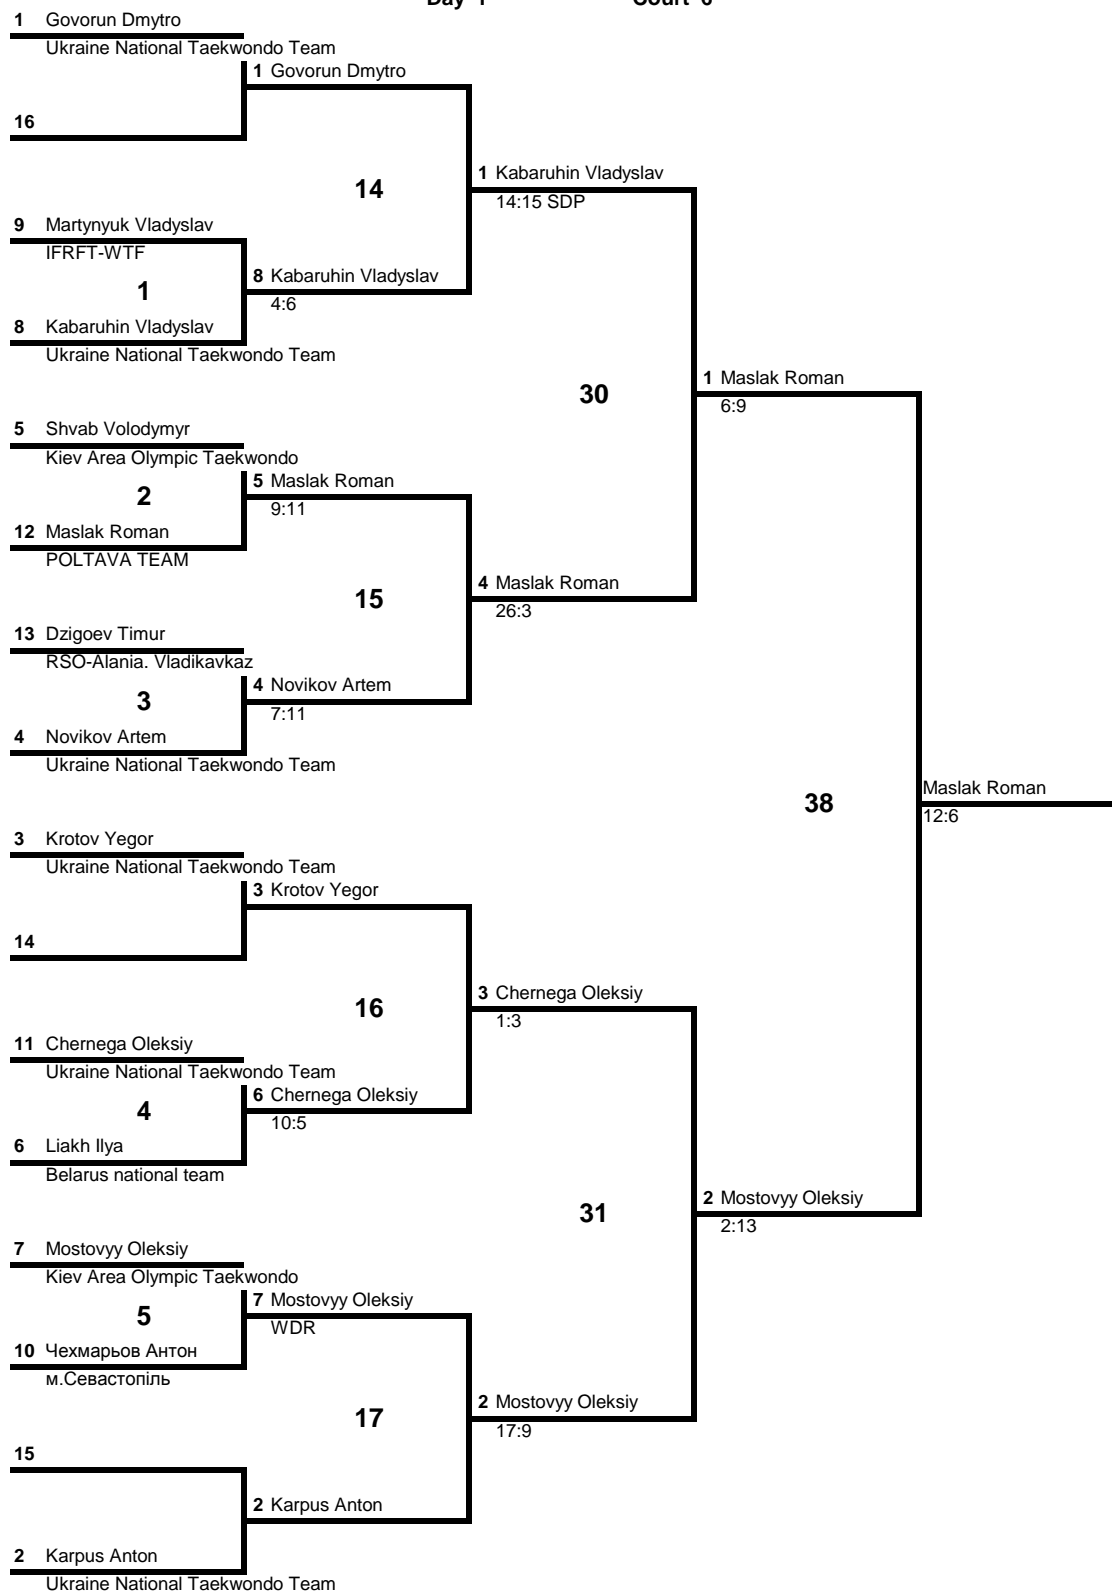 Day 1 Court 6
1 Govorun Dmytro
Ukraine National Taekwondo Team
1 Govorun Dmytro
16
14
1 Kabaruhin Vladyslav
14:15 SDP
9 Martynyuk Vladyslav
IFRFT-WTF
1
8 Kabaruhin Vladyslav
4:6
8 Kabaruhin Vladyslav
Ukraine National Taekwondo Team
30
1 Maslak Roman
6:9
5 Shvab Volodymyr
Kiev Area Olympic Taekwondo
2
5 Maslak Roman
9:11
12 Maslak Roman
POLTAVA TEAM
15
4 Maslak Roman
26:3
13 Dzigoev Timur
RSO-Alania. Vladikavkaz
3
4 Novikov Artem
7:11
4 Novikov Artem
Ukraine National Taekwondo Team
38
Maslak Roman
12:6
3 Krotov Yegor
Ukraine National Taekwondo Team
3 Krotov Yegor
14
16
3 Chernega Oleksiy
1:3
11 Chernega Oleksiy
Ukraine National Taekwondo Team
4
6 Chernega Oleksiy
10:5
6 Liakh Ilya
Belarus national team
31
2 Mostovyy Oleksiy
2:13
7 Mostovyy Oleksiy
Kiev Area Olympic Taekwondo
5
7 Mostovyy Oleksiy
WDR
10 Чехмарьов Антон
м.Севастопіль
17
2 Mostovyy Oleksiy
17:9
15
2 Karpus Anton
2 Karpus Anton
Ukraine National Taekwondo Team